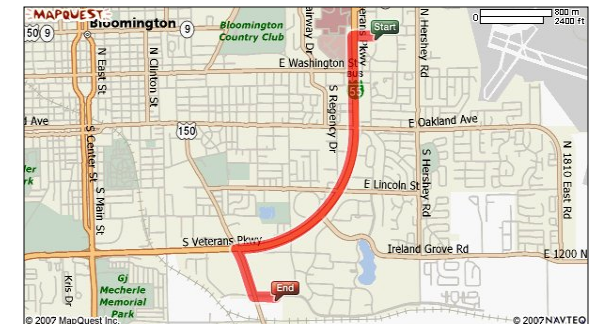 MAPQUEST
Bloomington
50
9
9
Bloomington
Country Club
Start
800 m
2400 ft
N Hershey Rd
N East St
N Clinton St
E Washington St
BUS
55
S Regency Dr
150
E Oakland Ave
d Ave
S Center St
S Main St
S Hershey Rd
N 1810 East Rd
E Lincoln St
S Veterans Pkwy
Ireland Grove Rd
E 1200 N
Kris Dr
Gj
Mecherle
Memorial
Park
End
© 2007 MapQuest Inc.
© 2007 NAVTEQ